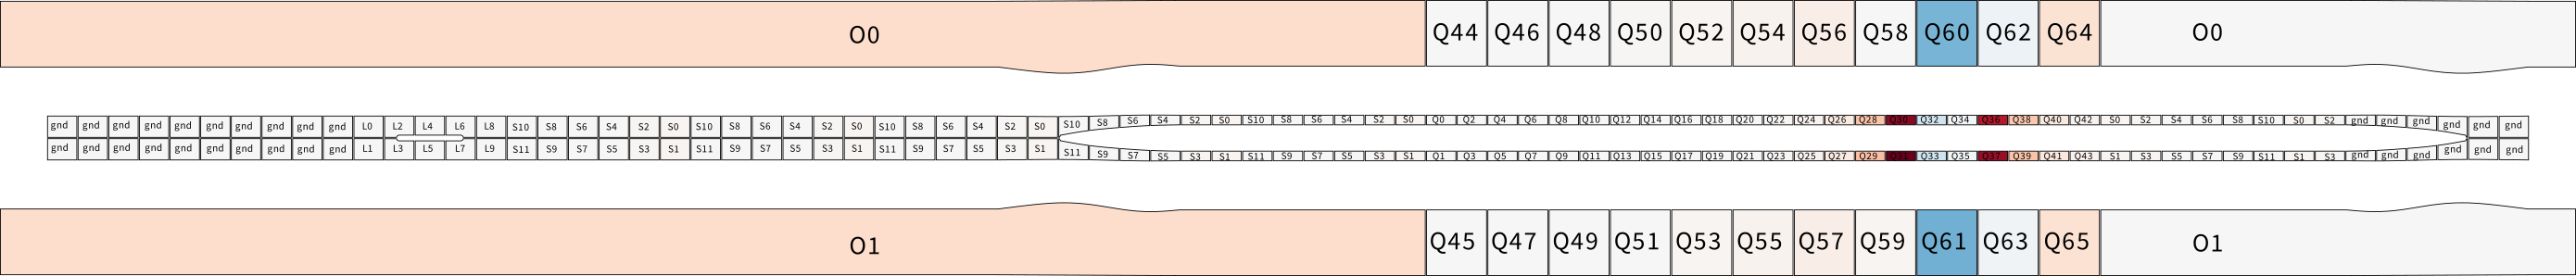 O0 Q44 Q46 Q48 Q50 Q52 Q54 Q56 Q58 Q60 Q62 Q64 O0
gnd gnd gnd gnd gnd gnd gnd gnd gnd gnd L0 L2 L4 L6 L8 S10 S8 S6 S4 S2 S0 S10 S8 S6 S4 S2 S0 S10 S8 S6 S4 S2 S0 S10 S8 S6 S4 S2 S0 S10 S8 S6 S4 S2 S0 Q0 Q2 Q4 Q6 Q8 Q10 Q12 Q14 Q16 Q18 Q20 Q22 Q24 Q26 Q28 Q30 Q32 Q34 Q36 Q38 Q40 Q42 S0 S2 S4 S6 S8 S10 S0 S2 gnd gnd gnd gnd gnd gnd
gnd gnd gnd gnd gnd gnd gnd gnd gnd gnd L1 L3 L5 L7 L9 S11 S9 S7 S5 S3 S1 S11 S9 S7 S5 S3 S1 S11 S9 S7 S5 S3 S1 S11 S9 S7 S5 S3 S1 S11 S9 S7 S5 S3 S1 Q1 Q3 Q5 Q7 Q9 Q11 Q13 Q15 Q17 Q19 Q21 Q23 Q25 Q27 Q29 Q31 Q33 Q35 Q37 Q39 Q41 Q43 S1 S3 S5 S7 S9 S11 S1 S3 gnd gnd gnd gnd gnd gnd
O1 Q45 Q47 Q49 Q51 Q53 Q55 Q57 Q59 Q61 Q63 Q65 O1